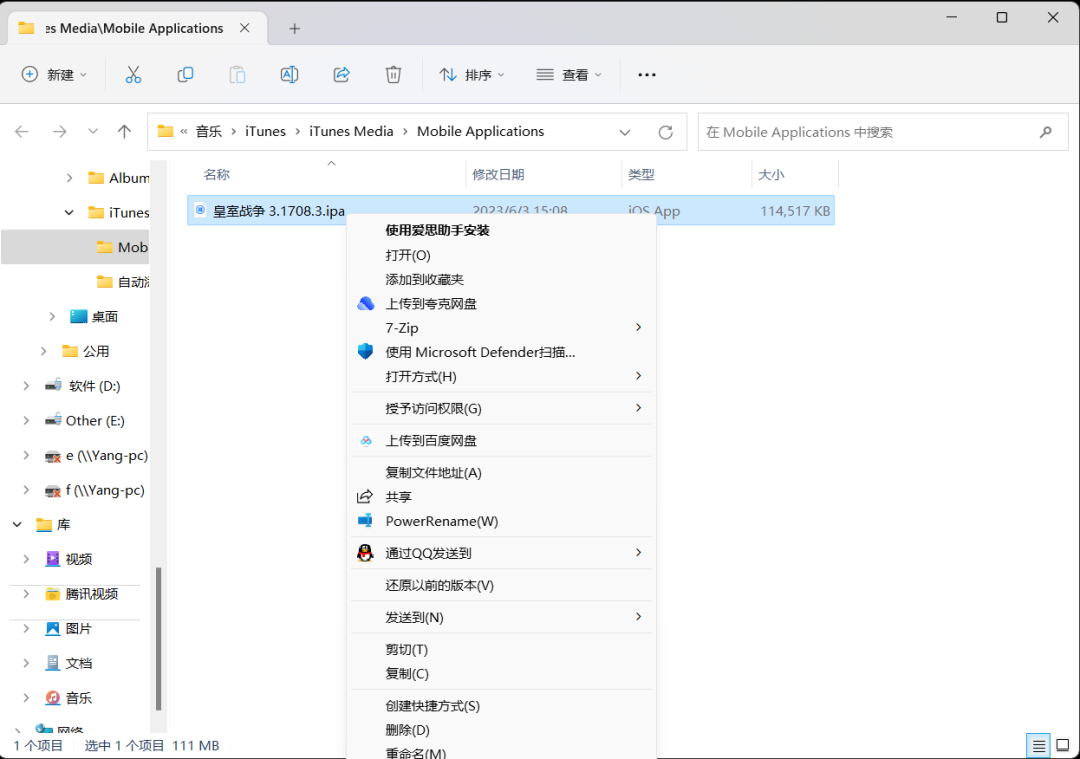 es Media\Mobile Applications
新建
排序
查看
« 音乐 › iTunes › iTunes Media › Mobile Applications
在 Mobile Applications 中搜索
名称 修改日期 类型 大小
皇室战争 3.1708.3.ipa 2023/6/3 15:08 iOS App 114,517 KB
Album
iTunes
Mob
自动添
桌面
公用
软件 (D:)
Other (E:)
e (\\Yang-pc)
f (\\Yang-pc)
库
视频
腾讯视频
图片
文档
音乐
网络
使用爱思助手安装
打开(O)
添加到收藏夹
上传到夸克网盘
7-Zip
使用 Microsoft Defender扫描...
打开方式(H)
授予访问权限(G)
上传到百度网盘
复制文件地址(A)
共享
PowerRename(W)
通过QQ发送到
还原以前的版本(V)
发送到(N)
剪切(T)
复制(C)
创建快捷方式(S)
删除(D)
重命名(M)
1 个项目 选中 1 个项目 111 MB